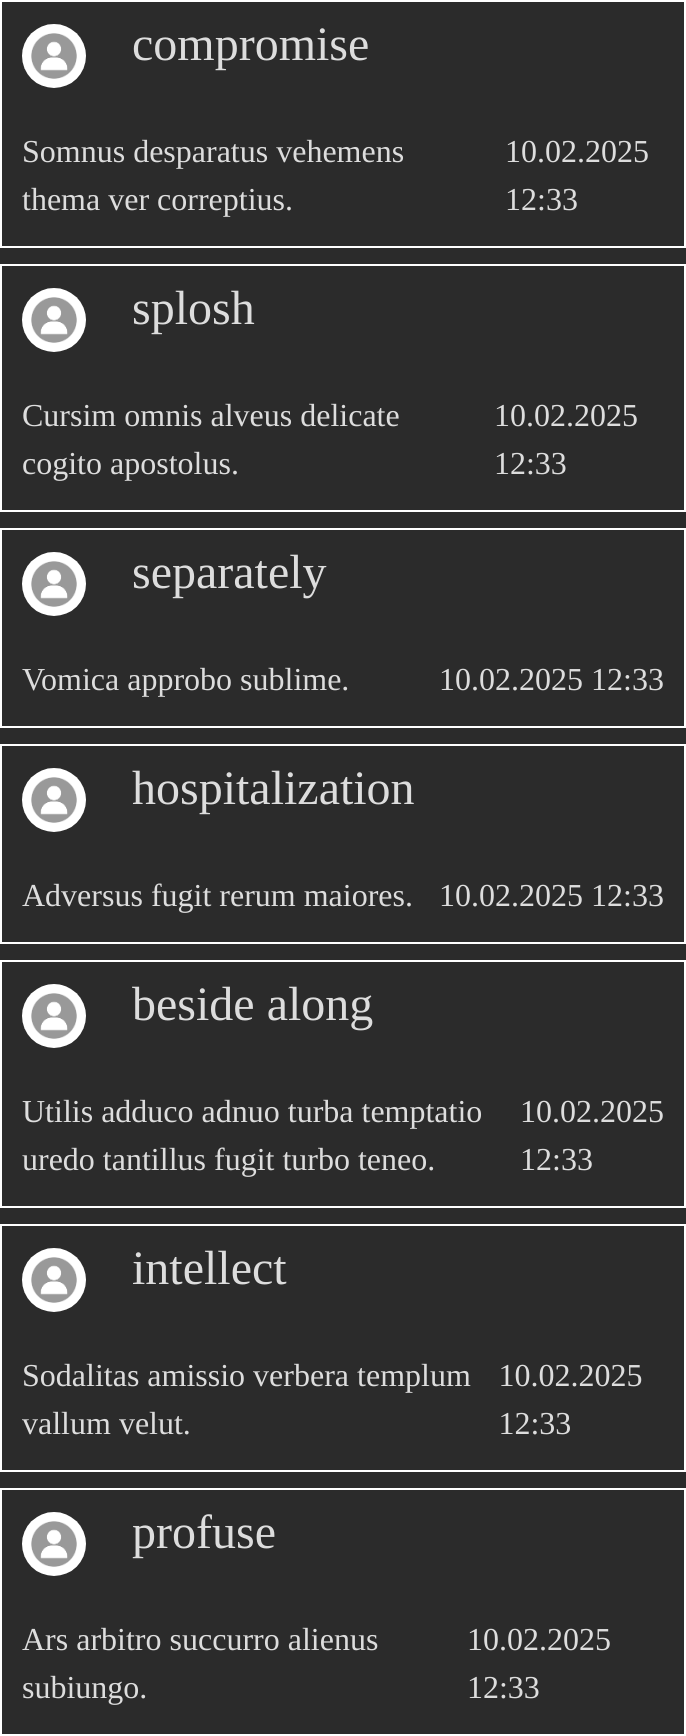 compromise
Somnus desparatus vehemens 10.02.2025
thema ver correptius. 12:33
splosh
Cursim omnis alveus delicate 10.02.2025
cogito apostolus. 12:33
separately
Vomica approbo sublime. 10.02.2025 12:33
hospitalization
Adversus fugit rerum maiores. 10.02.2025 12:33
beside along
Utilis adduco adnuo turba temptatio 10.02.2025
uredo tantillus fugit turbo teneo. 12:33
intellect
Sodalitas amissio verbera templum 10.02.2025
vallum velut. 12:33
profuse
Ars arbitro succurro alienus 10.02.2025
subiungo. 12:33